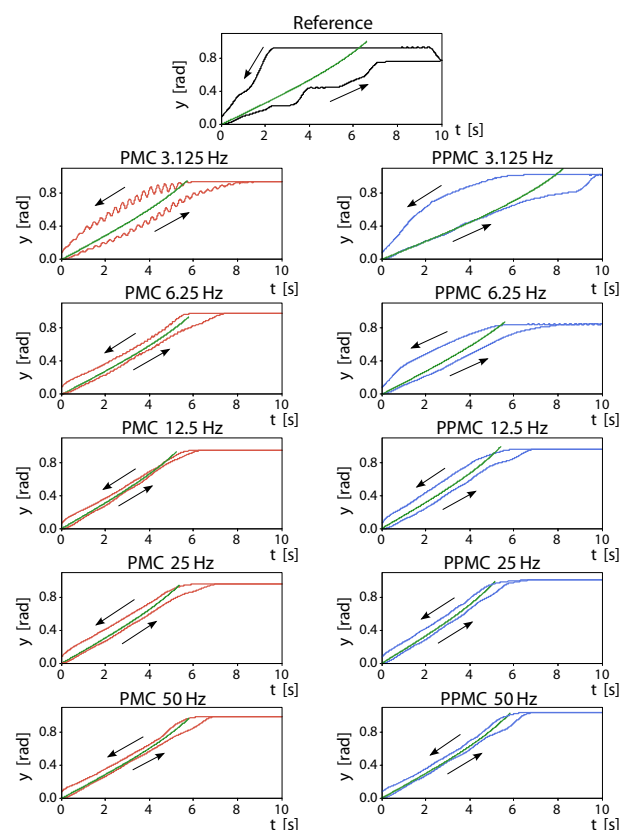 Reference
y [rad]
0.8
0.4
0.0
0 2 4 6 8 10
t [s]
PMC 3.125 Hz
y [rad]
0.8
0.4
0.0
0 2 4 6 8 10
t [s]
PPMC 3.125 Hz
0.8
0.4
0.0
0 2 4 6 8 10
t [s]
PMC 6.25 Hz
y [rad]
0.8
0.4
0.0
0 2 4 6 8 10
t [s]
PPMC 6.25 Hz
0.8
0.4
0.0
0 2 4 6 8 10
t [s]
PMC 12.5 Hz
y [rad]
0.8
0.4
0.0
0 2 4 6 8 10
t [s]
PPMC 12.5 Hz
0.8
0.4
0.0
0 2 4 6 8 10
t [s]
PMC 25 Hz
y [rad]
0.8
0.4
0.0
0 2 4 6 8 10
t [s]
PPMC 25 Hz
0.8
0.4
0.0
0 2 4 6 8 10
t [s]
PMC 50 Hz
y [rad]
0.8
0.4
0.0
0 2 4 6 8 10
t [s]
PPMC 50 Hz
0.8
0.4
0.0
0 2 4 6 8 10
t [s]